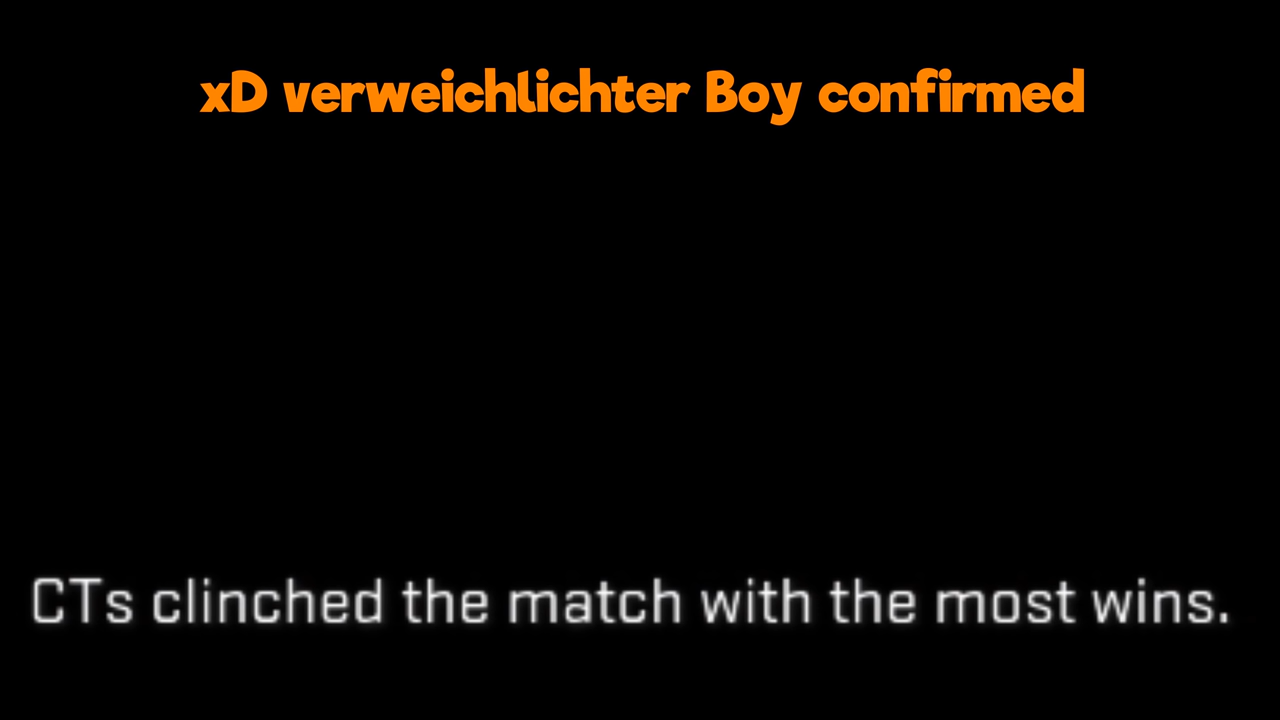 xD verweichlichter Boy confirmed
CTs clinched the match with the most wins.